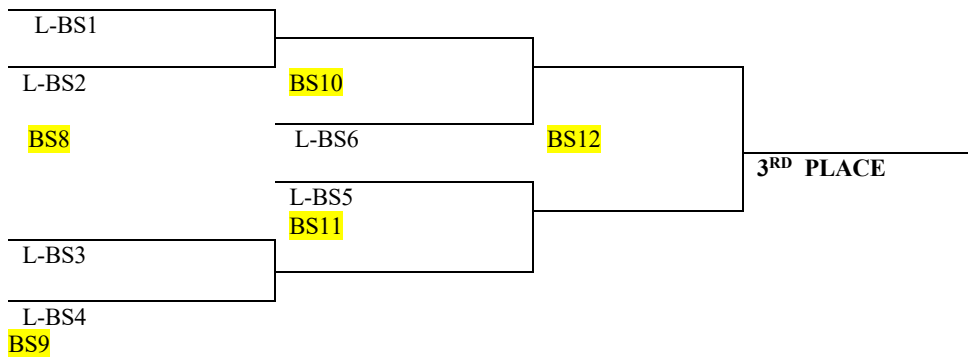 L-BS1
L-BS2
BS10
BS8
L-BS6
BS12
3RD PLACE
L-BS5
BS11
L-BS3
L-BS4
BS9